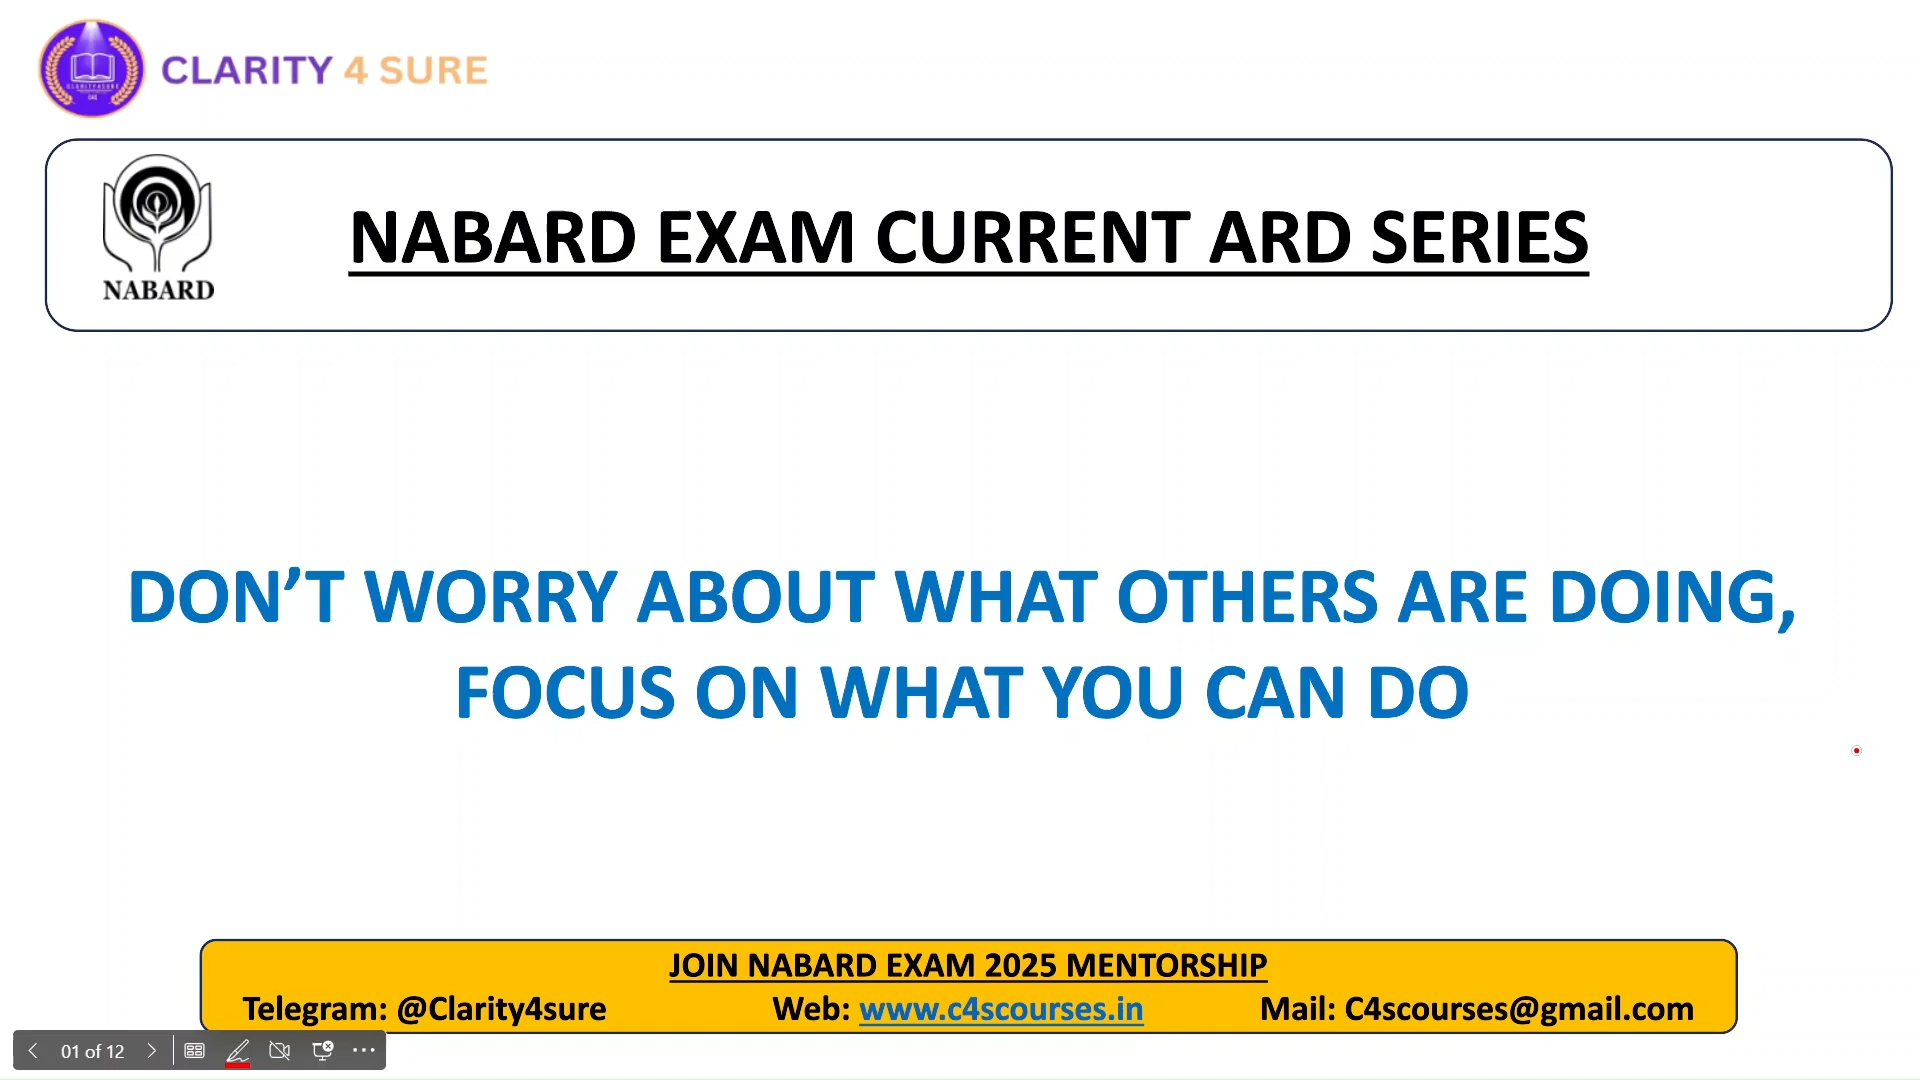 CLARITY 4 SURE
NABARD
NABARD EXAM CURRENT ARD SERIES
DON’T WORRY ABOUT WHAT OTHERS ARE DOING,
FOCUS ON WHAT YOU CAN DO
JOIN NABARD EXAM 2025 MENTORSHIP
Telegram: @Clarity4sure Web: www.c4scourses.in Mail: C4scourses@gmail.com
01 of 12